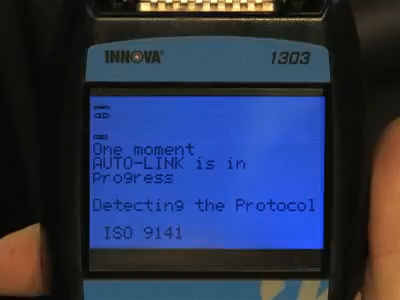 INNOVA 1303
One moment
AUTO-LINK is in
Progress
Detecting the Protocol
ISO 9141